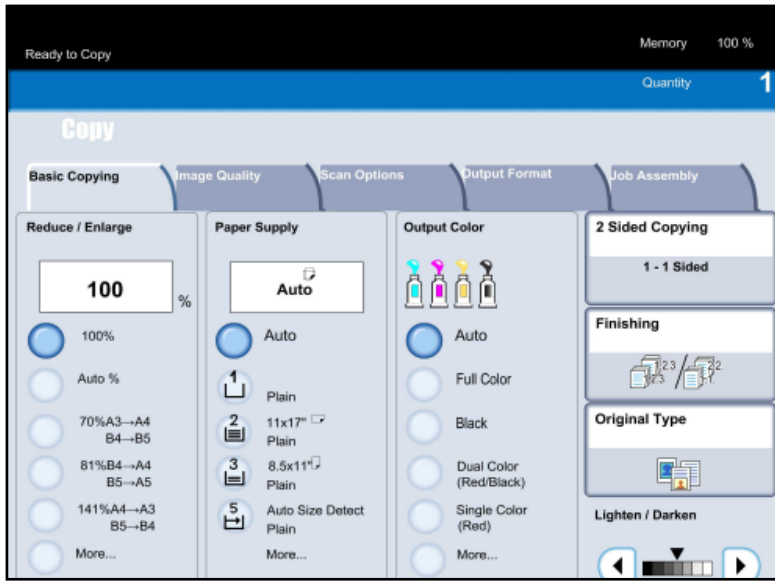 Ready to Copy
Memory 100 %
Quantity 1
Copy
Basic Copying
Image Quality
Scan Options
Output Format
Job Assembly
Reduce / Enlarge
100 %
100%
Auto %
70%A3→A4
B4→B5
81%B4→A4
B5→A5
141%A4→A3
B5→B4
More...
Paper Supply
Auto
Auto
1
Plain
2 11x17"
Plain
3 8.5x11"
Plain
5 Auto Size Detect
Plain
More...
Output Color
Auto
Full Color
Black
Dual Color
(Red/Black)
Single Color
(Red)
More...
2 Sided Copying
1 - 1 Sided
Finishing
Original Type
Lighten / Darken